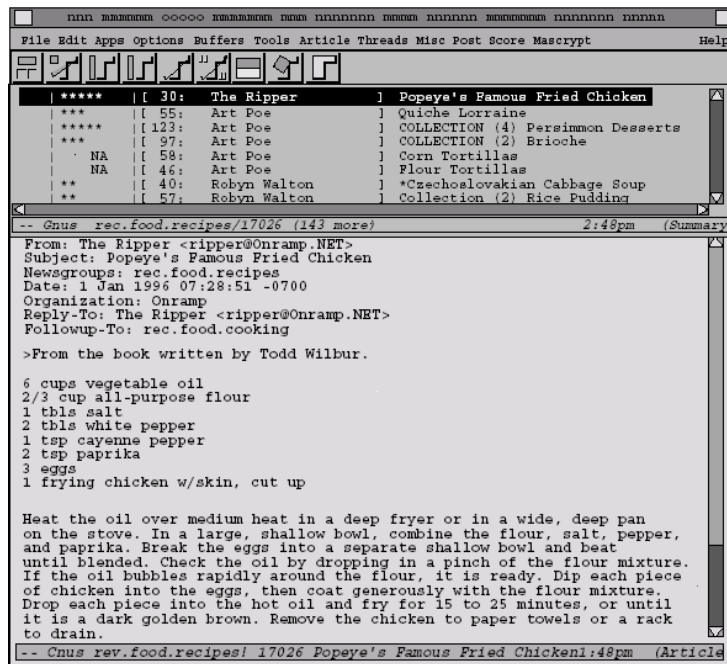 nnn mmmmmm ooooo mmmmmmm mmm nnnnnnn mmmm nnnnn mmmmmmm nnnnnnn nnnnn
File Edit Apps Options Buffers Tools Article Threads Misc Post Score Mascrypt Help
| ***** |[ 30: The Ripper ] Popeye's Famous Fried Chicken
| *** |[ 55: Art Poe ] Quiche Lorraine
| ***** |[123: Art Poe ] COLLECTION (4) Persimmon Desserts
| *** |[ 97: Art Poe ] COLLECTION (2) Brioche
NA |[ 58: Art Poe ] Corn Tortillas
NA |[ 46: Art Poe ] Flour Tortillas
| ** |[ 40: Robyn Walton ] *Czechoslovakian Cabbage Soup
| ** |[ 57: Robyn Walton ] Collection (2) Rice Pudding
-- Gnus rec.food.recipes/17026 (143 more) 2:48pm (Summary
From: The Ripper <ripper@Onramp.NET>
Subject: Popeye's Famous Fried Chicken
Newsgroups: rec.food.recipes
Date: 1 Jan 1996 07:28:51 -0700
Organization: Onramp
Reply-To: The Ripper <ripper@Onramp.NET>
Followup-To: rec.food.cooking
>From the book written by Todd Wilbur.
6 cups vegetable oil
2/3 cup all-purpose flour
1 tbls salt
2 tbls white pepper
1 tsp cayenne pepper
2 tsp paprika
3 eggs
1 frying chicken w/skin, cut up
Heat the oil over medium heat in a deep fryer or in a wide, deep pan
on the stove. In a large, shallow bowl, combine the flour, salt, pepper,
and paprika. Break the eggs into a separate shallow bowl and beat
until blended. Check the oil by dropping in a pinch of the flour mixture.
If the oil bubbles rapidly around the flour, it is ready. Dip each piece
of chicken into the eggs, then coat generously with the flour mixture.
Drop each piece into the hot oil and fry for 15 to 25 minutes, or until
it is a dark golden brown. Remove the chicken to paper towels or a rack
to drain.
-- Cnus rev.food.recipes! 17026 Popeye's Famous Fried Chicken1:48pm (Article